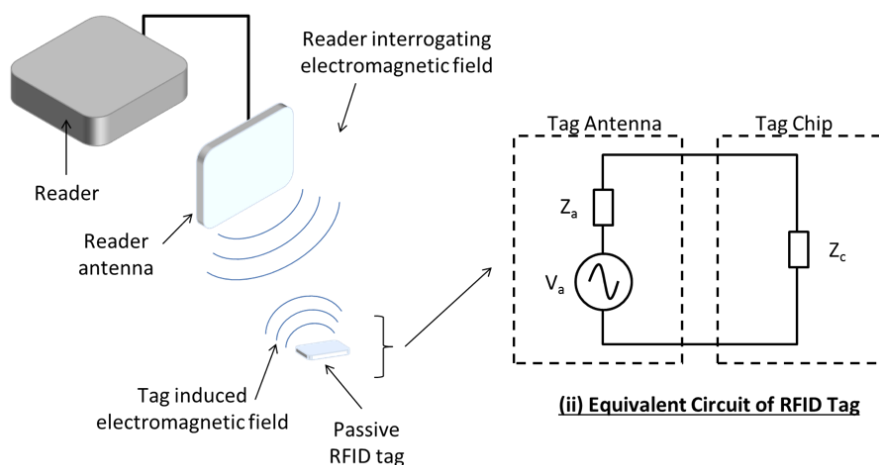 Reader interrogating
electromagnetic field
Reader
Reader
antenna
Tag induced
electromagnetic field
Passive
RFID tag
Tag Antenna
Tag Chip
Za
Va
Zc
(ii) Equivalent Circuit of RFID Tag